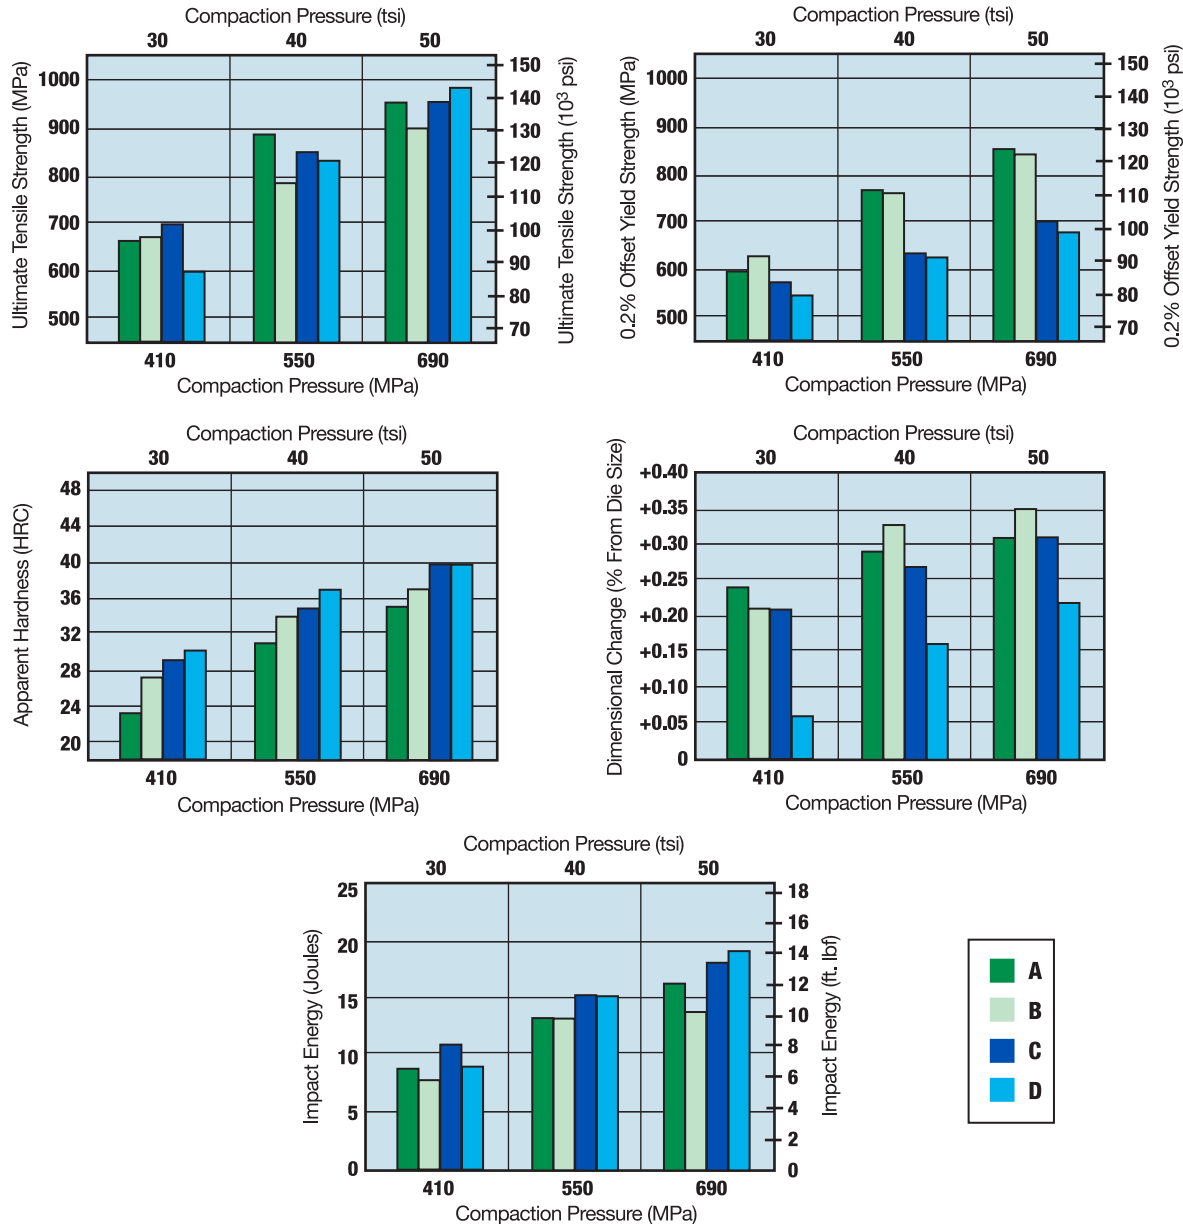 Compaction Pressure (tsi)
30 40 50
Ultimate Tensile Strength (MPa)
1000
900
800
700
600
500
150
140
130
120
110
100
90
80
70
Ultimate Tensile Strength (10³ psi)
410 550 690
Compaction Pressure (MPa)
Compaction Pressure (tsi)
30 40 50
0.2% Offset Yield Strength (MPa)
1000
900
800
700
600
500
150
140
130
120
110
100
90
80
70
0.2% Offset Yield Strength (10³ psi)
410 550 690
Compaction Pressure (MPa)
Compaction Pressure (tsi)
30 40 50
Apparent Hardness (HRC)
48
44
40
36
32
28
24
20
410 550 690
Compaction Pressure (MPa)
Compaction Pressure (tsi)
30 40 50
Dimensional Change (% From Die Size)
+0.40
+0.35
+0.30
+0.25
+0.20
+0.15
+0.10
+0.05
0
410 550 690
Compaction Pressure (MPa)
Compaction Pressure (tsi)
30 40 50
Impact Energy (Joules)
25
20
15
10
5
0
18
16
14
12
10
8
6
4
2
0
Impact Energy (ft. lbf)
410 550 690
Compaction Pressure (MPa)
A
B
C
D